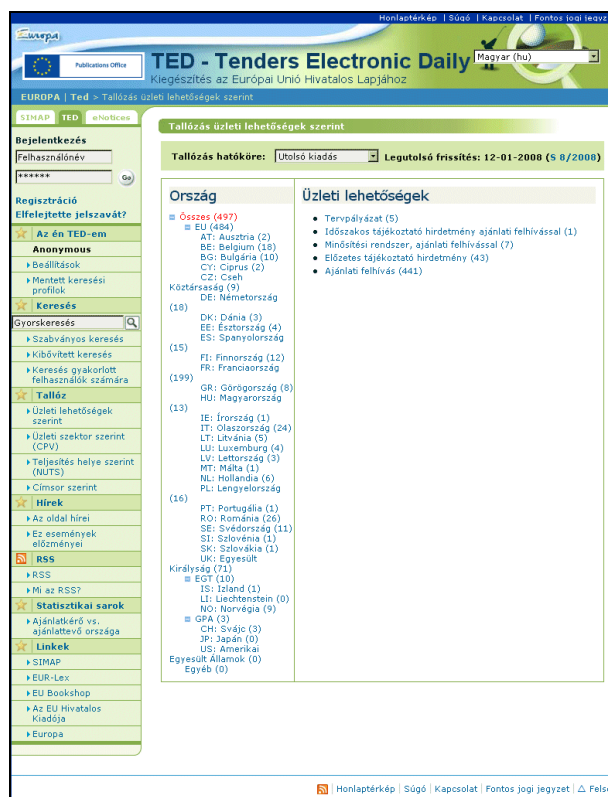 Honlaptérkép | Súgó | Kapcsolat | Fontos jogi jegyz
Europa
Publications Office
TED - Tenders Electronic Daily
Magyar (hu)
Kiegészítés az Európai Unió Hivatalos Lapjához
EUROPA | Ted > Tallózás üzleti lehetőségek szerint
SIMAP TED eNotices
Bejelentkezés
Felhasználónév
****** Go
Regisztráció
Elfelejtette jelszavát?
Az én TED-em
Anonymous
Beállítások
Mentett keresési
profilok
Keresés
Gyorskeresés
Szabványos keresés
Kibővített keresés
Keresés gyakorlott
felhasználók számára
Tallóz
Üzleti lehetőségek
szerint
Üzleti szektor szerint
(CPV)
Teljesítés helye szerint
(NUTS)
Címsor szerint
Hírek
Az oldal hírei
Ez események
előzményei
RSS
RSS
Mi az RSS?
Statisztikai sarok
Ajánlatkérő vs.
ajánlattevő országa
Linkek
SIMAP
EUR-Lex
EU Bookshop
Az EU Hivatalos
Kiadója
Europa
Tallózás üzleti lehetőségek szerint
Tallózás hatóköre: Utolsó kiadás Legutolsó frissítés: 12-01-2008 (S 8/2008)
Ország
Összes (497)
EU (484)
AT: Ausztria (2)
BE: Belgium (18)
BG: Bulgária (10)
CY: Ciprus (2)
CZ: Cseh
Köztársaság (9)
DE: Németország
(18)
DK: Dánia (3)
EE: Észtország (4)
ES: Spanyolország
(15)
FI: Finnország (12)
FR: Franciaország
(199)
GR: Görögország (8)
HU: Magyarország
(13)
IE: Írország (1)
IT: Olaszország (24)
LT: Litvánia (5)
LU: Luxemburg (4)
LV: Lettország (3)
MT: Málta (1)
NL: Hollandia (6)
PL: Lengyelország
(16)
PT: Portugália (1)
RO: Románia (26)
SE: Svédország (11)
SI: Szlovénia (1)
SK: Szlovákia (1)
UK: Egyesült
Királyság (71)
EGT (10)
IS: Izland (1)
LI: Liechtenstein (0)
NO: Norvégia (9)
GPA (3)
CH: Svájc (3)
JP: Japán (0)
US: Amerikai
Egyesült Államok (0)
Egyéb (0)
Üzleti lehetőségek
Tervpályázat (5)
Időszakos tájékoztató hirdetmény ajánlati felhívással (1)
Minősítési rendszer, ajánlati felhívással (7)
Előzetes tájékoztató hirdetmény (43)
Ajánlati felhívás (441)
Honlaptérkép | Súgó | Kapcsolat | Fontos jogi jegyzet | △ Fels